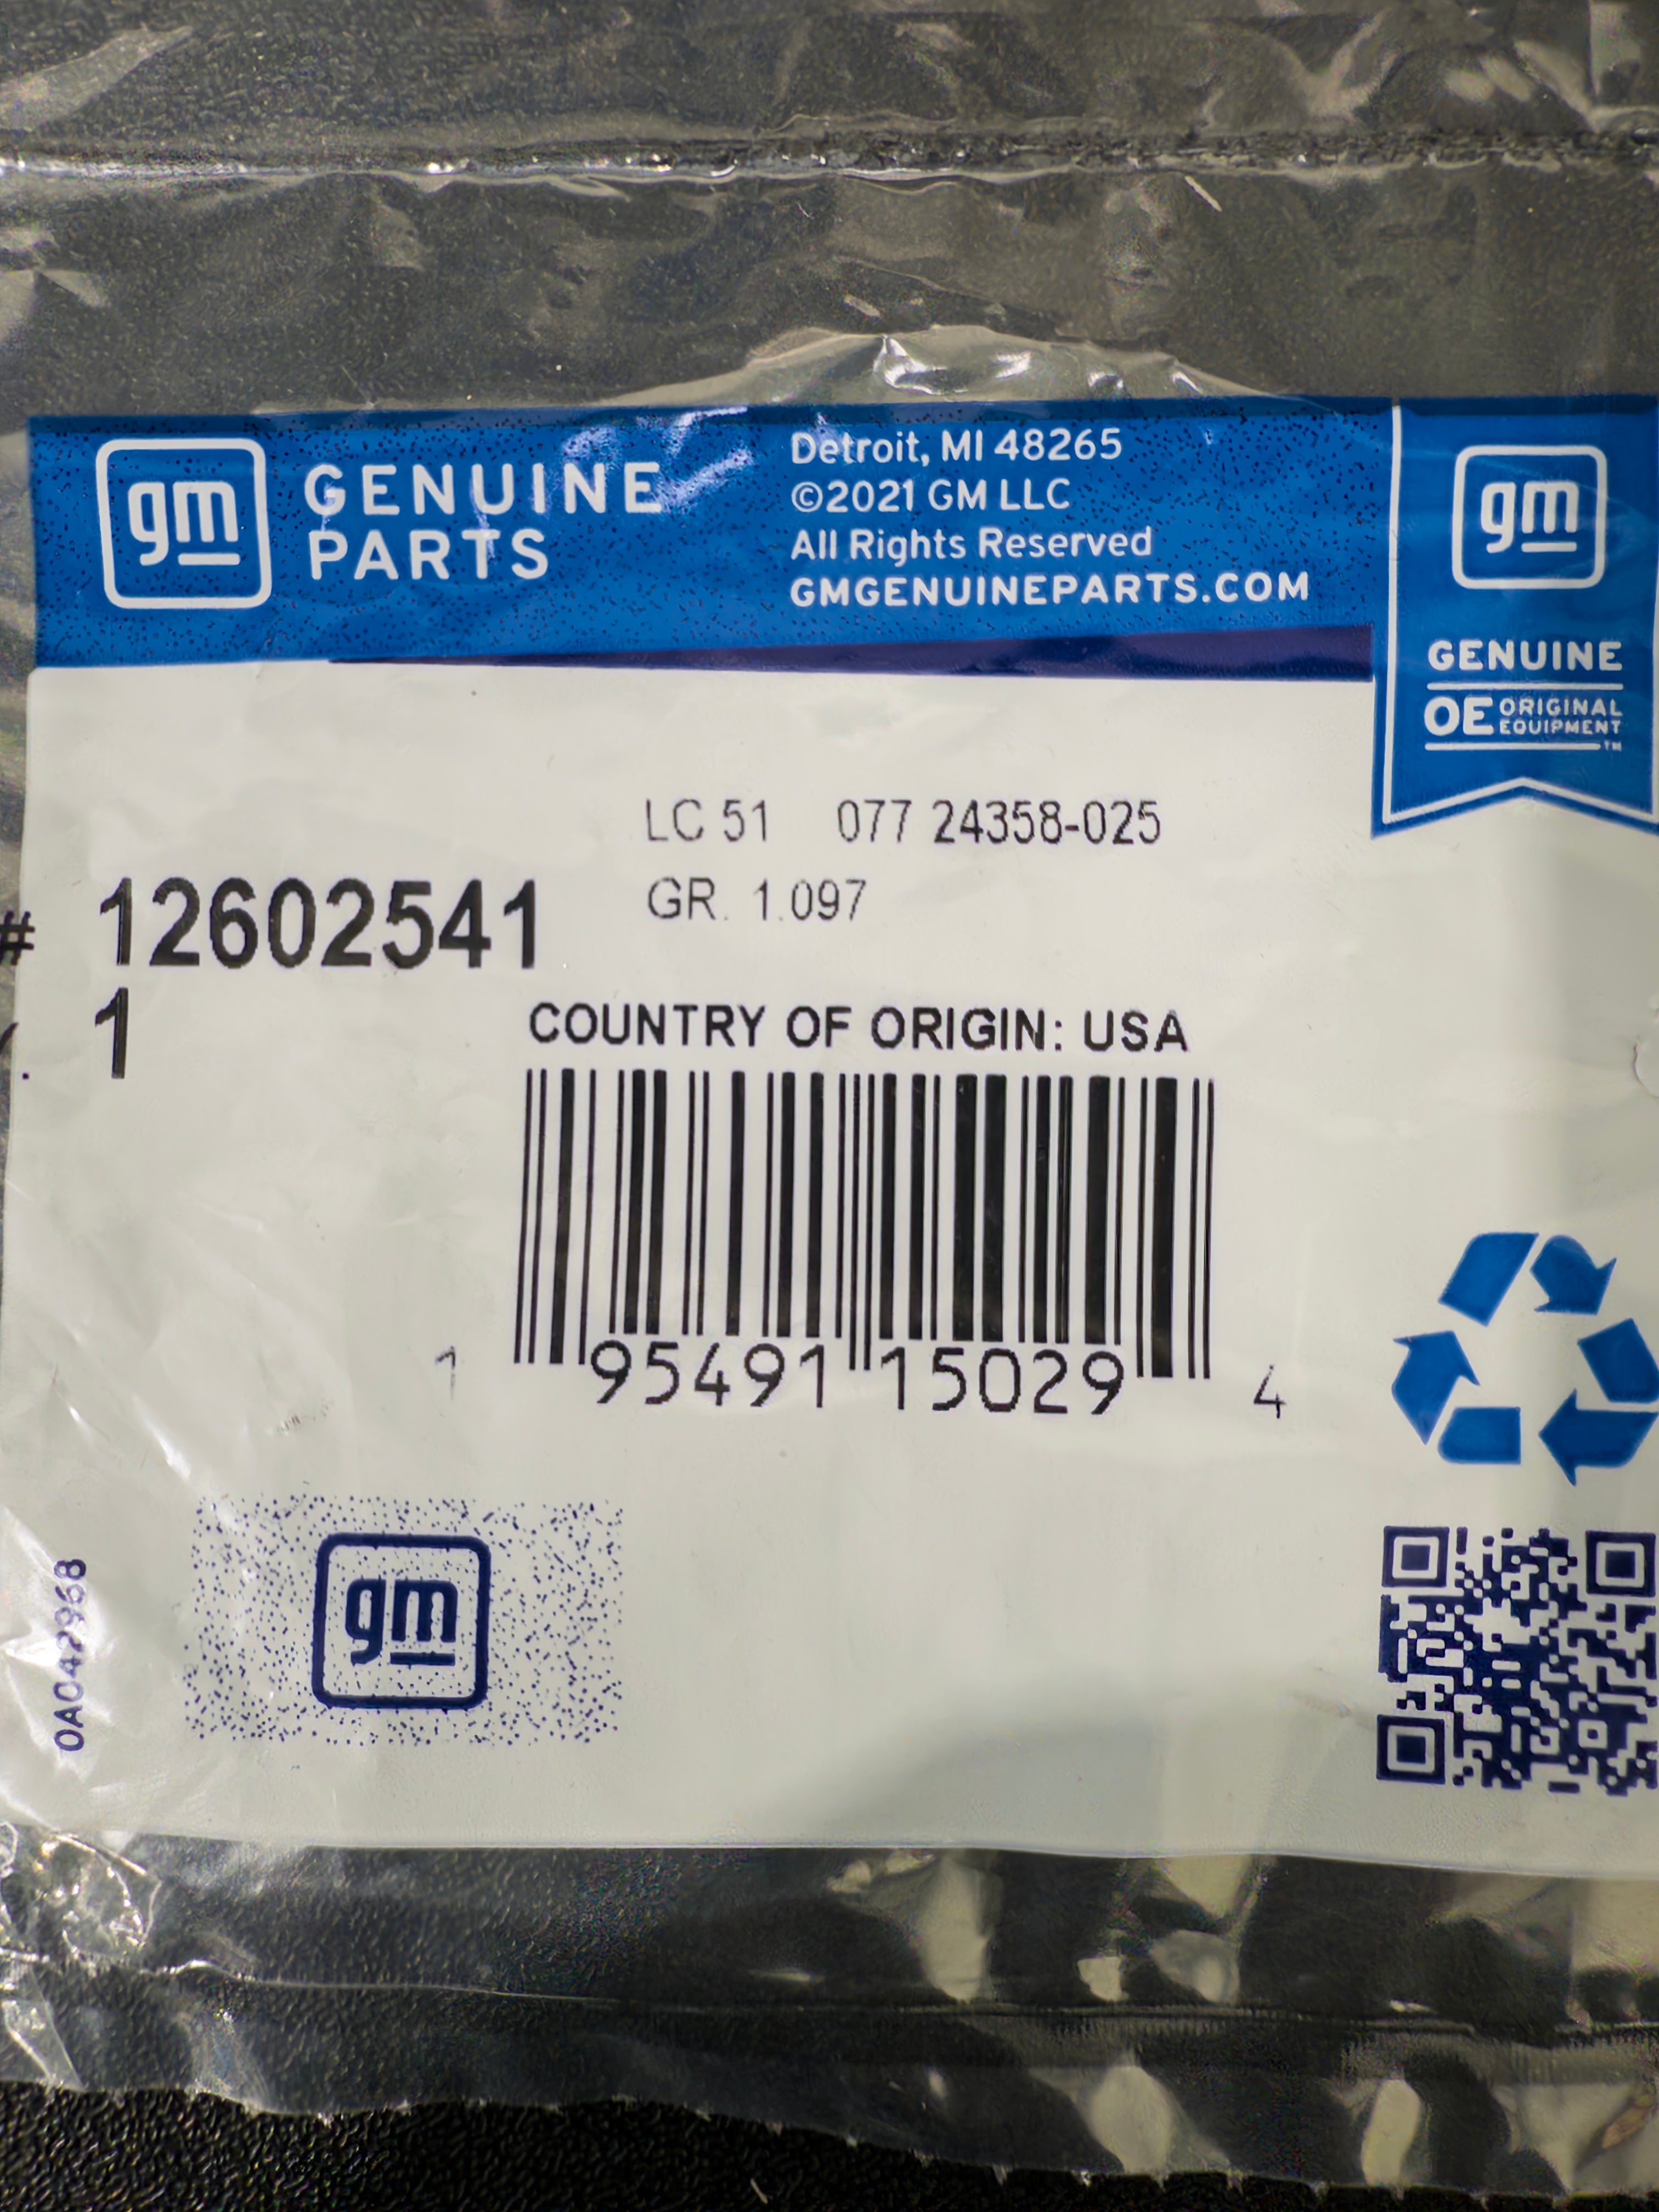 gm GENUINE
PARTS
Detroit, MI 48265
©2021 GM LLC
All Rights Reserved
GMGENUINEPARTS.COM
gm
GENUINE
OE ORIGINAL
EQUIPMENT
™
LC 51 077 24358-025
# 12602541
GR. 1.097
. 1
COUNTRY OF ORIGIN: USA
1 95491 15029 4
gm
0A042968